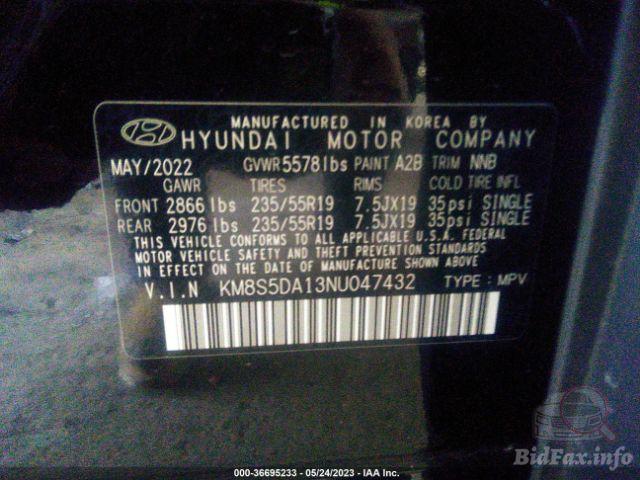 MANUFACTURED IN KOREA BY
HYUNDAI MOTOR COMPANY
MAY/2022 GVWR 5578lbs PAINT A2B TRIM NNB
GAWR TIRES RIMS COLD TIRE INFL
FRONT 2866 lbs 235/55R19 7.5JX19 35psi SINGLE
REAR 2976 lbs 235/55R19 7.5JX19 35psi SINGLE
THIS VEHICLE CONFORMS TO ALL APPLICABLE U.S.A. FEDERAL
MOTOR VEHICLE SAFETY AND THEFT PREVENTION STANDARDS
IN EFFECT ON THE DATE OF MANUFACTURE SHOWN ABOVE
V.I.N KM8S5DA13NU047432 TYPE : MPV
BidFax.info
000-36695233 - 05/24/2023 - IAA Inc.